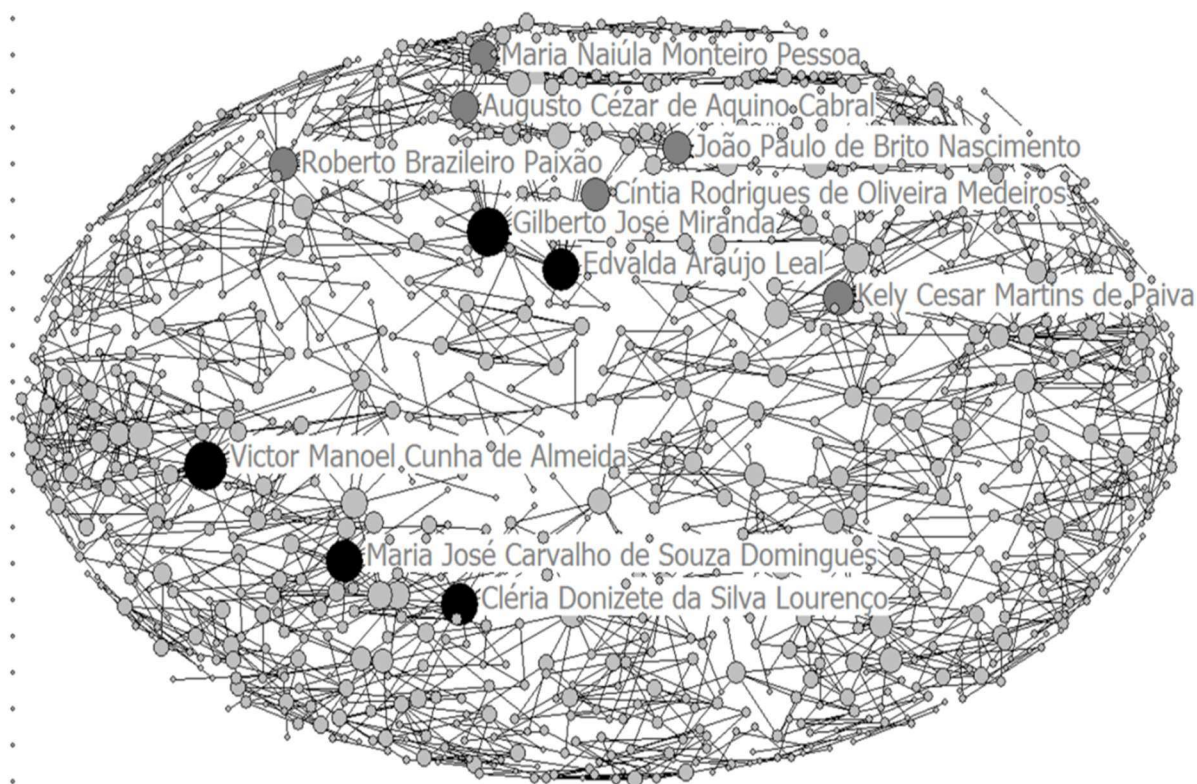 Maria Naiúla Monteiro Pessoa
Augusto Cézar de Aquino Cabral
João Paulo de Brito Nascimento
Roberto Brazileiro Paixão
Cíntia Rodrigues de Oliveira Medeiros
Gilberto José Miranda
Edvalda Araújo Leal
Kely Cesar Martins de Paiva
Victor Manoel Cunha de Almeida
Maria José Carvalho de Souza Domingues
Cléria Donizete da Silva Lourenço